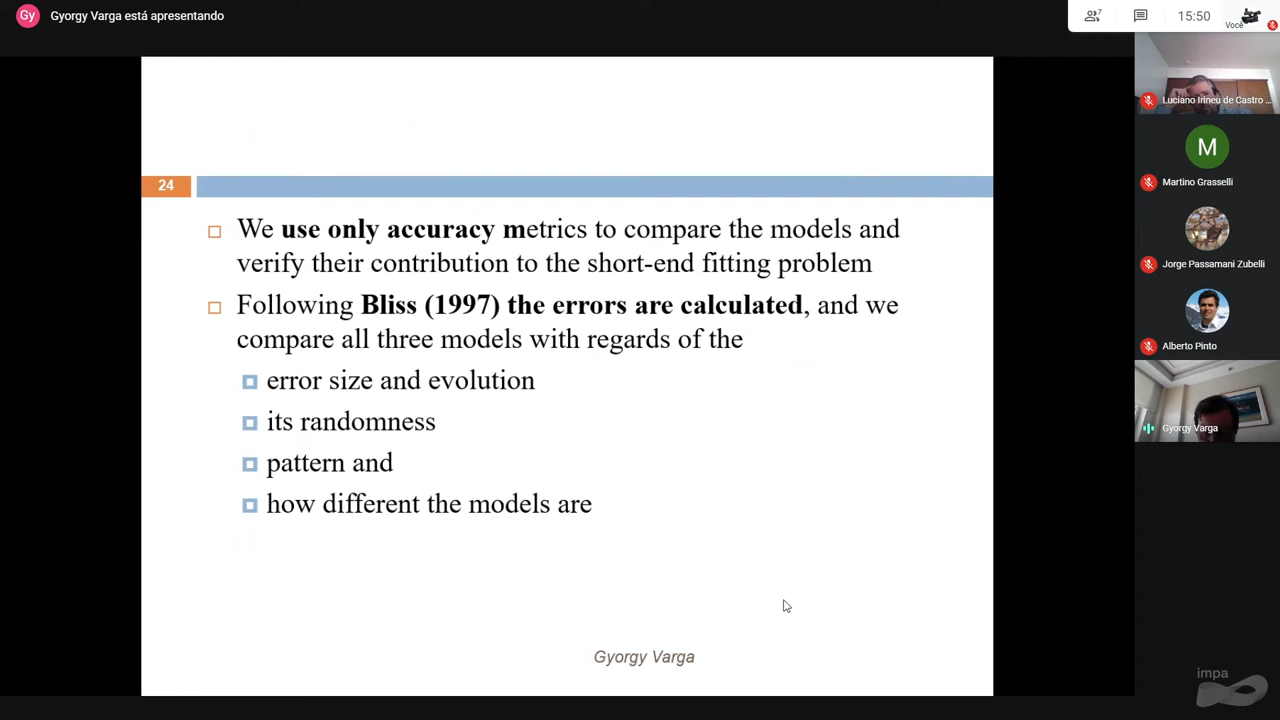 Gy
Gyorgy Varga está apresentando
7
15:50
Você
24
We use only accuracy metrics to compare the models and
verify their contribution to the short-end fitting problem
Following Bliss (1997) the errors are calculated, and we
compare all three models with regards of the
error size and evolution
its randomness
pattern and
how different the models are
Gyorgy Varga
Luciano Irineu de Castro ...
M
Martino Grasselli
Jorge Passamani Zubelli
Alberto Pinto
Gyorgy Varga
impa